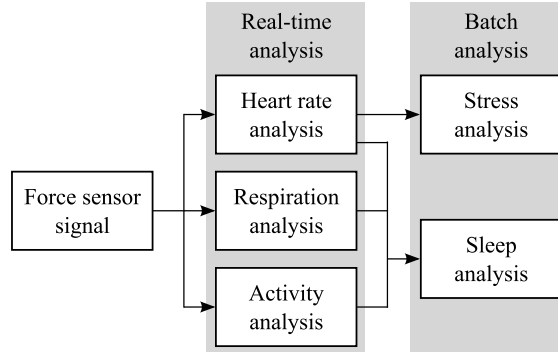 Real-time
analysis
Batch
analysis
Heart rate
analysis
Stress
analysis
Force sensor
signal
Respiration
analysis
Sleep
analysis
Activity
analysis